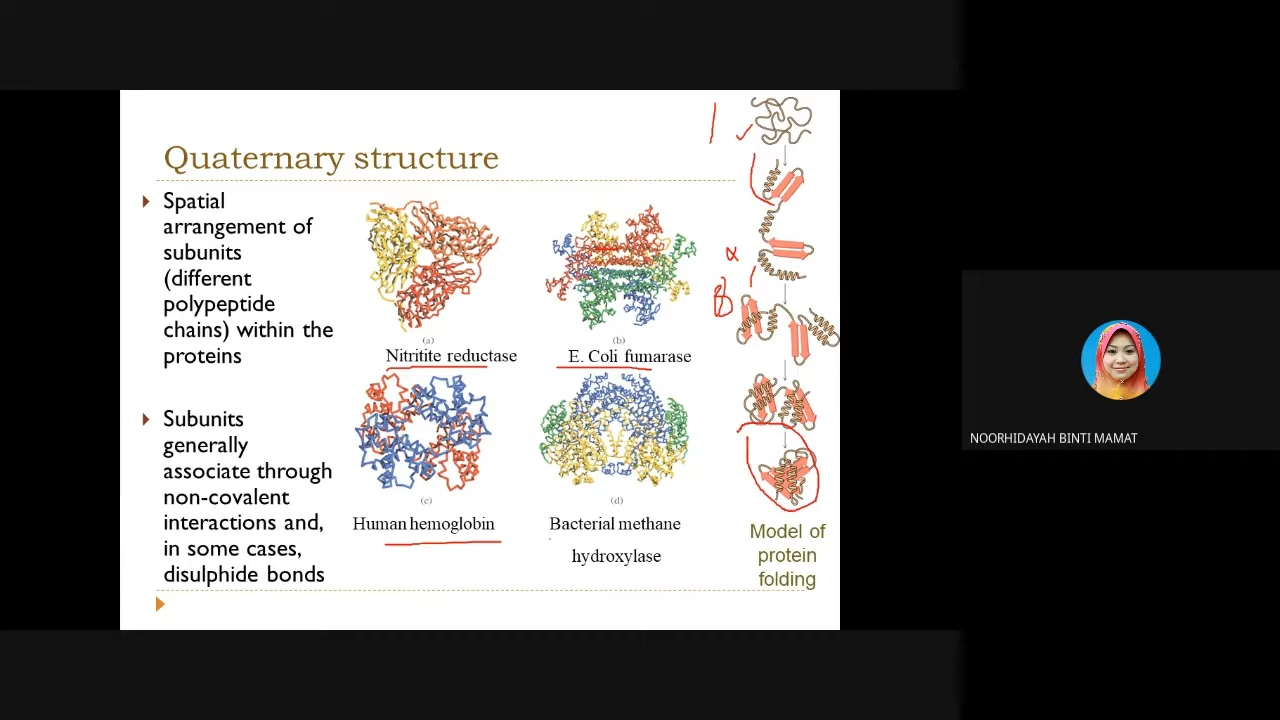 Quaternary structure
Spatial
arrangement of
subunits
(different
polypeptide
chains) within the
proteins
Subunits
generally
associate through
non-covalent
interactions and,
in some cases,
disulphide bonds
(a)
Nitritite reductase
(b)
E. Coli fumarase
(c)
Human hemoglobin
(d)
Bacterial methane
hydroxylase
1
α
β
Model of
protein
folding
NOORHIDAYAH BINTI MAMAT